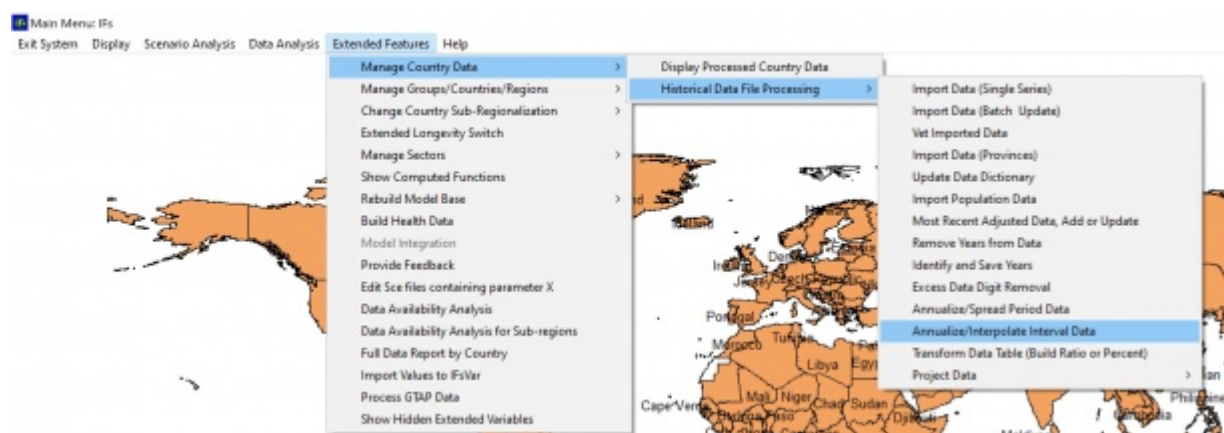 Main Menu: IFs
Exit System Display Scenario Analysis Data Analysis Extended Features Help
Manage Country Data
Manage Groups/Countries/Regions
Change Country Sub-Regionalization
Extended Longevity Switch
Manage Sectors
Show Computed Functions
Rebuild Model Base
Build Health Data
Model Integration
Provide Feedback
Edit Sce files containing parameter X
Data Availability Analysis
Data Availability Analysis for Sub-regions
Full Data Report by Country
Import Values to IFsVar
Process GTAP Data
Show Hidden Extended Variables
Display Processed Country Data
Historical Data File Processing
Import Data (Single Series)
Import Data (Batch Update)
Vet Imported Data
Import Data (Provinces)
Update Data Dictionary
Import Population Data
Most Recent Adjusted Data, Add or Update
Remove Years from Data
Identify and Save Years
Excess Data Digit Removal
Annualize/Spread Period Data
Annualize/Interpolate Interval Data
Transform Data Table (Build Ratio or Percent)
Project Data
Libya
Mali Niger Chad Sudan